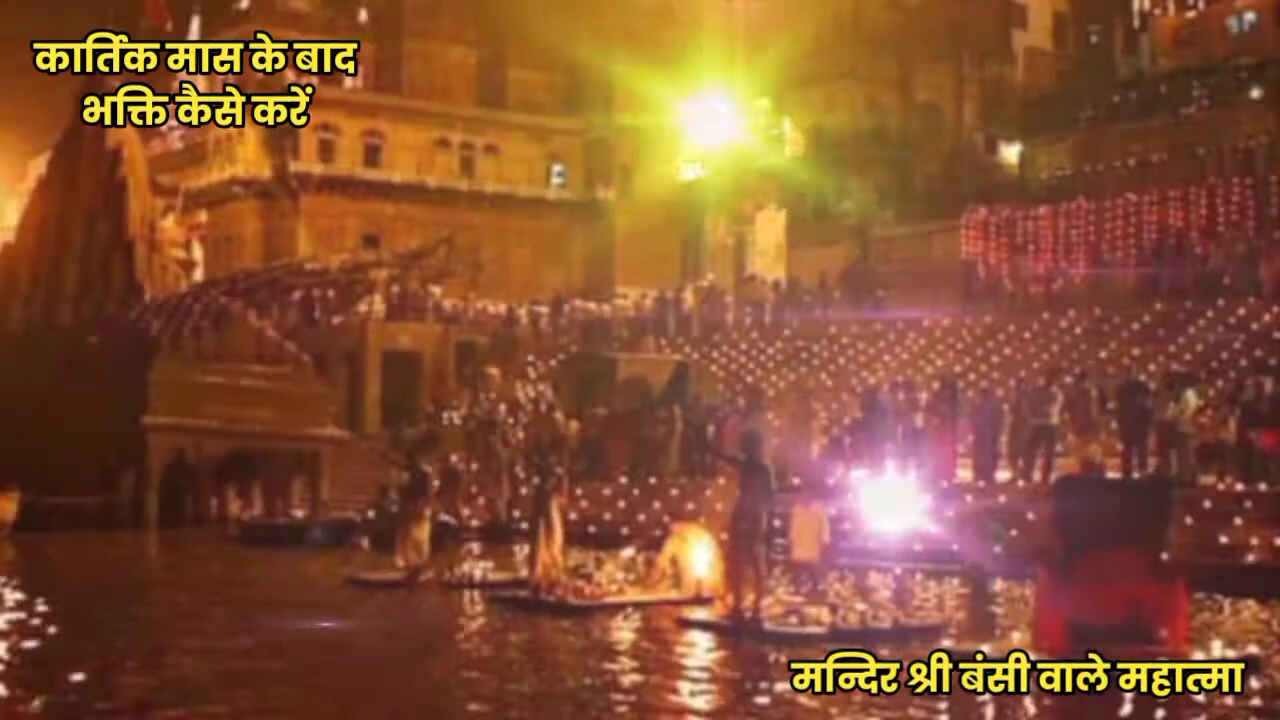 कार्तिक मास के बाद
भक्ति कैसे करें
मन्दिर श्री बंसी वाले महात्मा